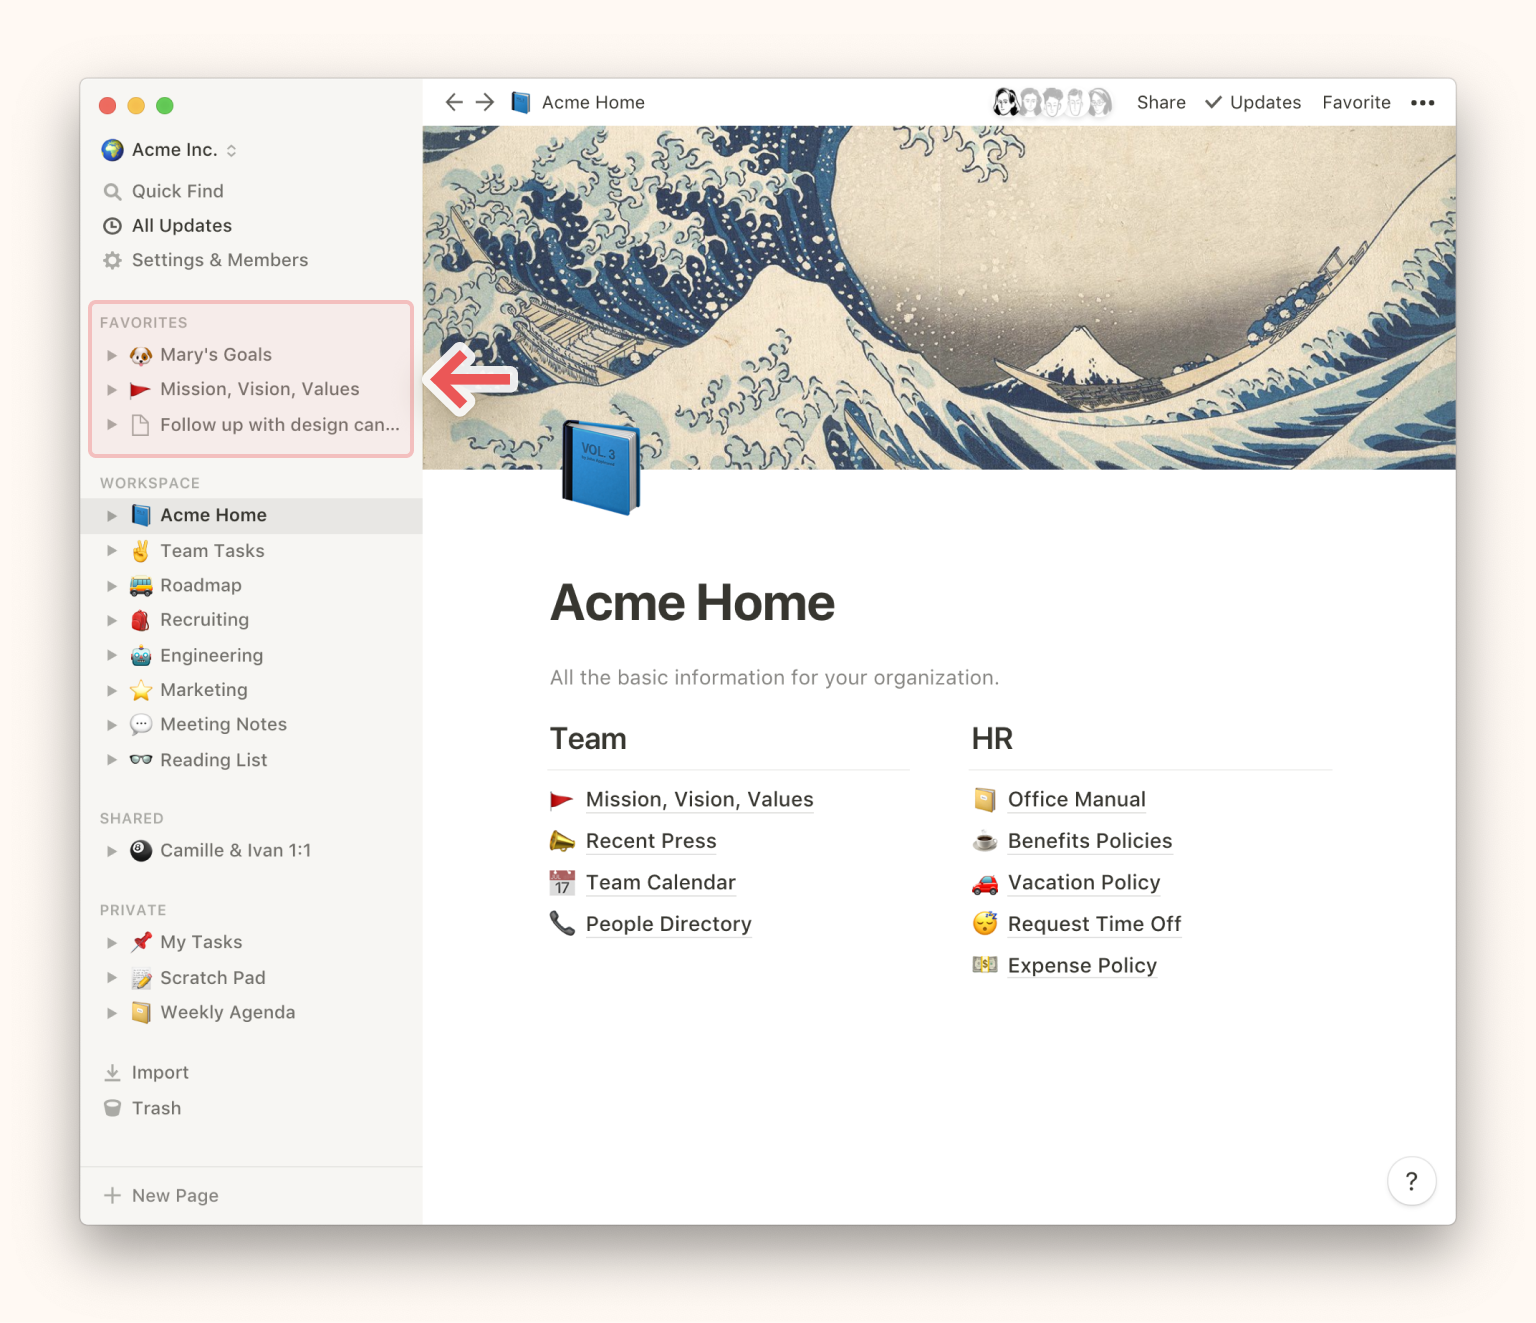 Acme Inc.
Quick Find
All Updates
Settings & Members
FAVORITES
Mary's Goals
Mission, Vision, Values
Follow up with design can...
WORKSPACE
Acme Home
Team Tasks
Roadmap
Recruiting
Engineering
Marketing
Meeting Notes
Reading List
SHARED
Camille & Ivan 1:1
PRIVATE
My Tasks
Scratch Pad
Weekly Agenda
Import
Trash
New Page
Acme Home
Share
Updates
Favorite
VOL. 3
Acme Home
All the basic information for your organization.
Team
Mission, Vision, Values
Recent Press
17
Team Calendar
People Directory
HR
Office Manual
Benefits Policies
Vacation Policy
Request Time Off
Expense Policy
?